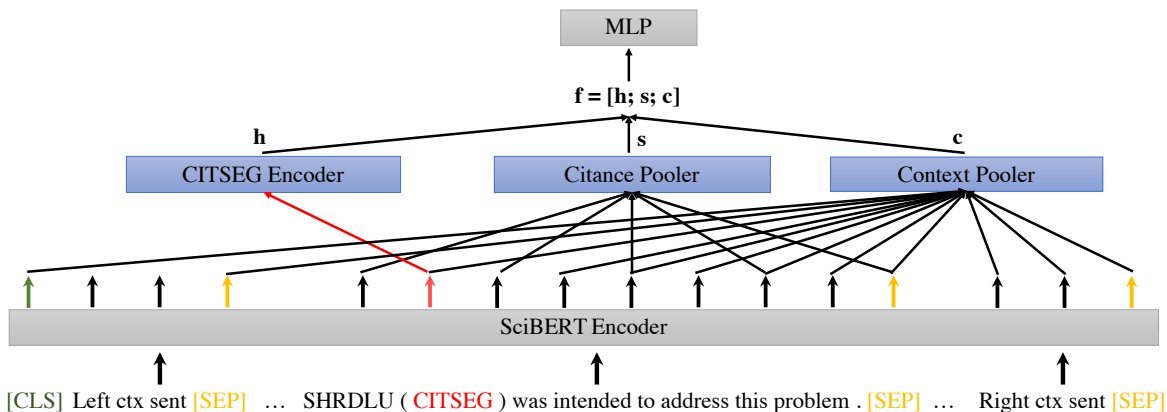 MLP
f = [h; s; c]
h s c
CITSEG Encoder Citance Pooler Context Pooler
SciBERT Encoder
[CLS] Left ctx sent [SEP] … SHRDLU ( CITSEG ) was intended to address this problem . [SEP] … Right ctx sent [SEP]